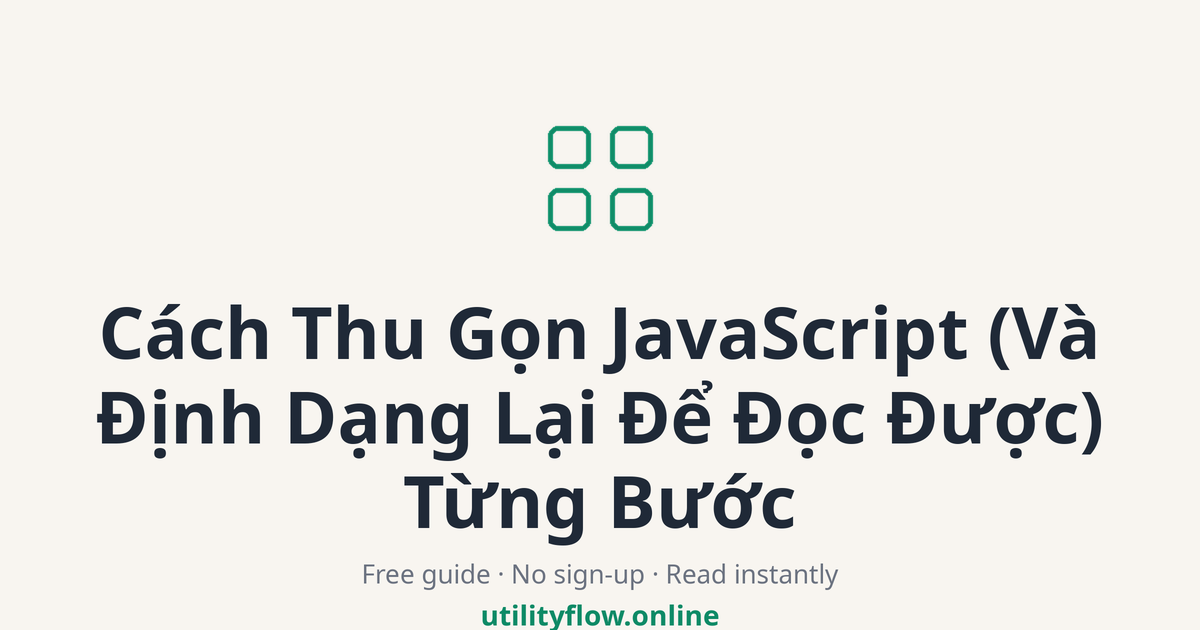 Cách Thu Gọn JavaScript (Và
Định Dạng Lại Để Đọc Được)
Từng Bước
Free guide · No sign-up · Read instantly
utilityflow.online